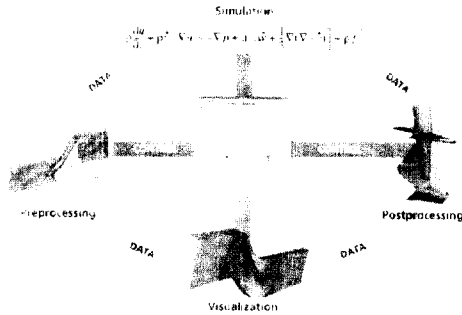 Simulation
DATA
DATA
Preprocessing
Postprocessing
DATA
DATA
Visualization